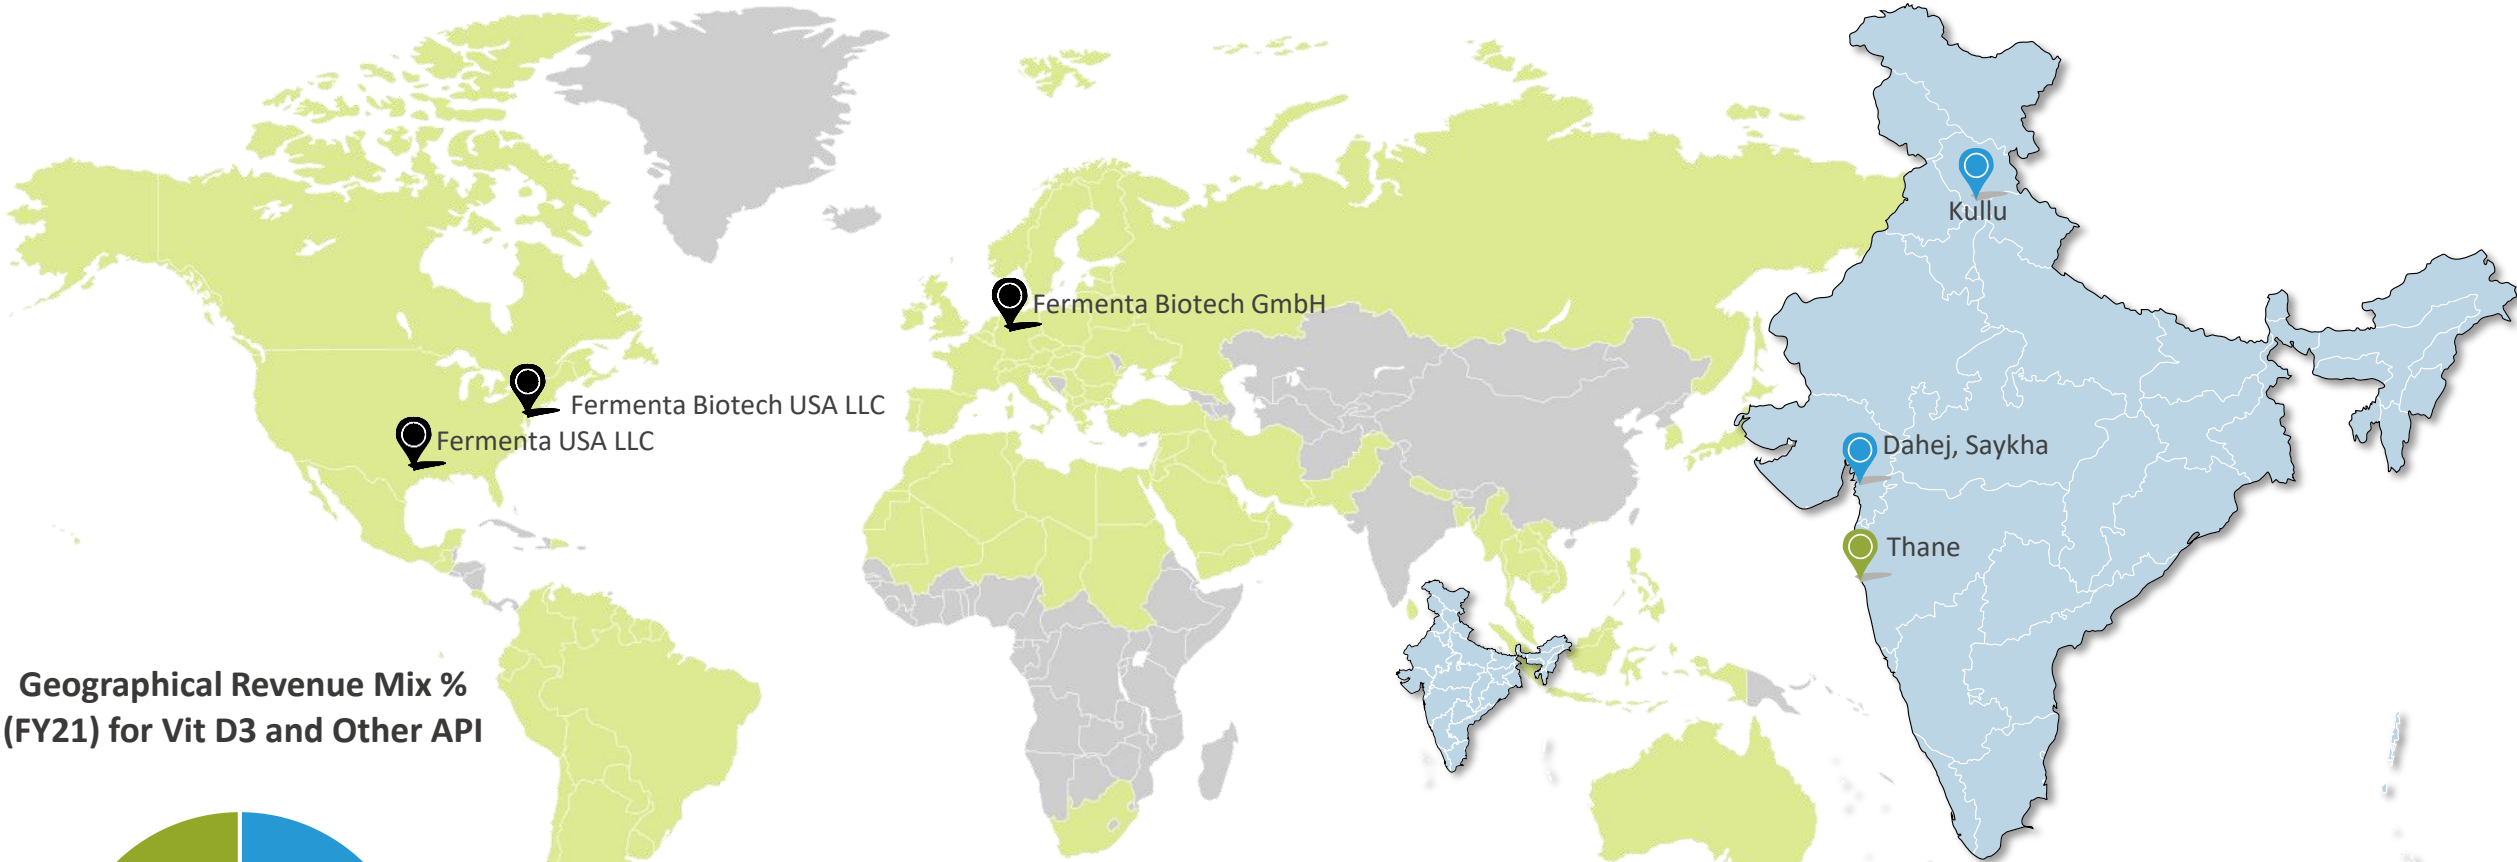 Kullu
Fermenta Biotech GmbH
Fermenta Biotech USA LLC
Fermenta USA LLC
Dahej, Saykha
Thane
Geographical Revenue Mix %
(FY21) for Vit D3 and Other API